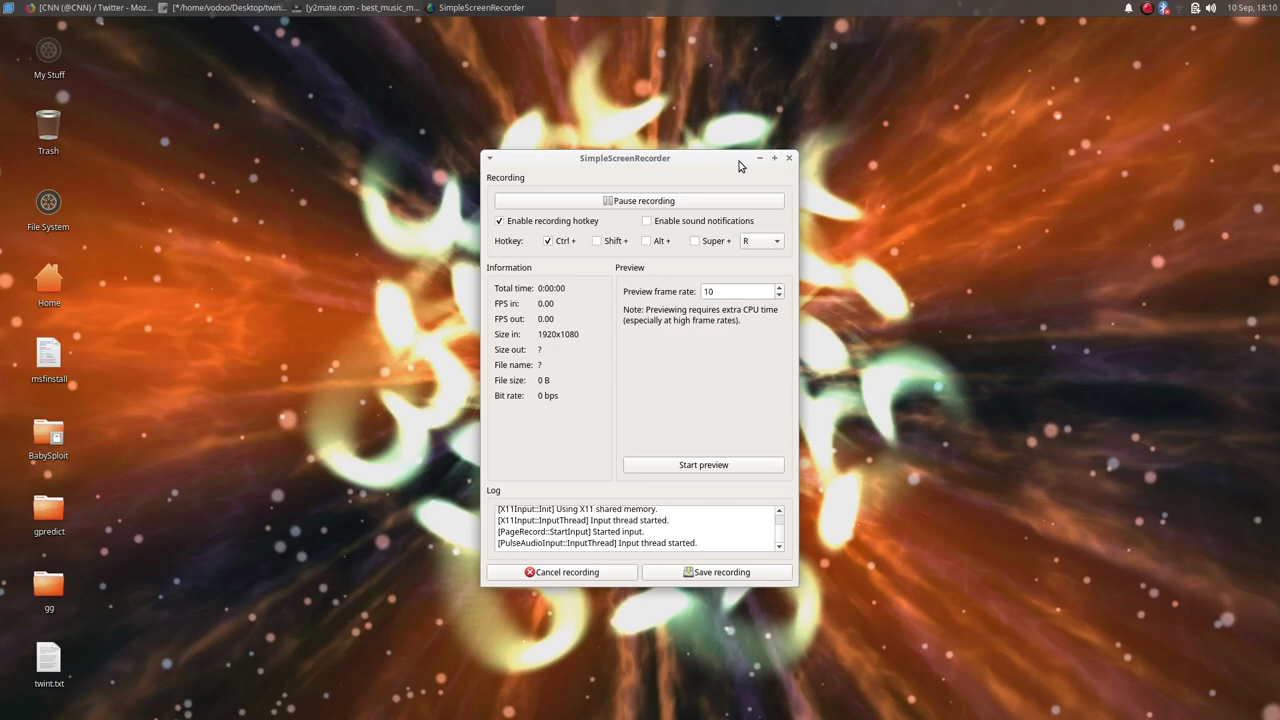 [CNN (@CNN) / Twitter - Moz...
[*/home/vodoo/Desktop/twin...
[y2mate.com - best_music_m...
SimpleScreenRecorder
10 Sep, 18:10
My Stuff
Trash
File System
Home
msfinstall
BabySploit
gpredict
gg
twint.txt
SimpleScreenRecorder
Recording
Pause recording
Enable recording hotkey
Enable sound notifications
Hotkey: Ctrl + Shift + Alt + Super + R
Information
Total time: 0:00:00
FPS in: 0.00
FPS out: 0.00
Size in: 1920x1080
Size out: ?
File name: ?
File size: 0 B
Bit rate: 0 bps
Preview
Preview frame rate: 10
Note: Previewing requires extra CPU time
(especially at high frame rates).
Start preview
Log
[X11Input::Init] Using X11 shared memory.
[X11Input::InputThread] Input thread started.
[PageRecord::StartInput] Started input.
[PulseAudioInput::InputThread] Input thread started.
Cancel recording
Save recording